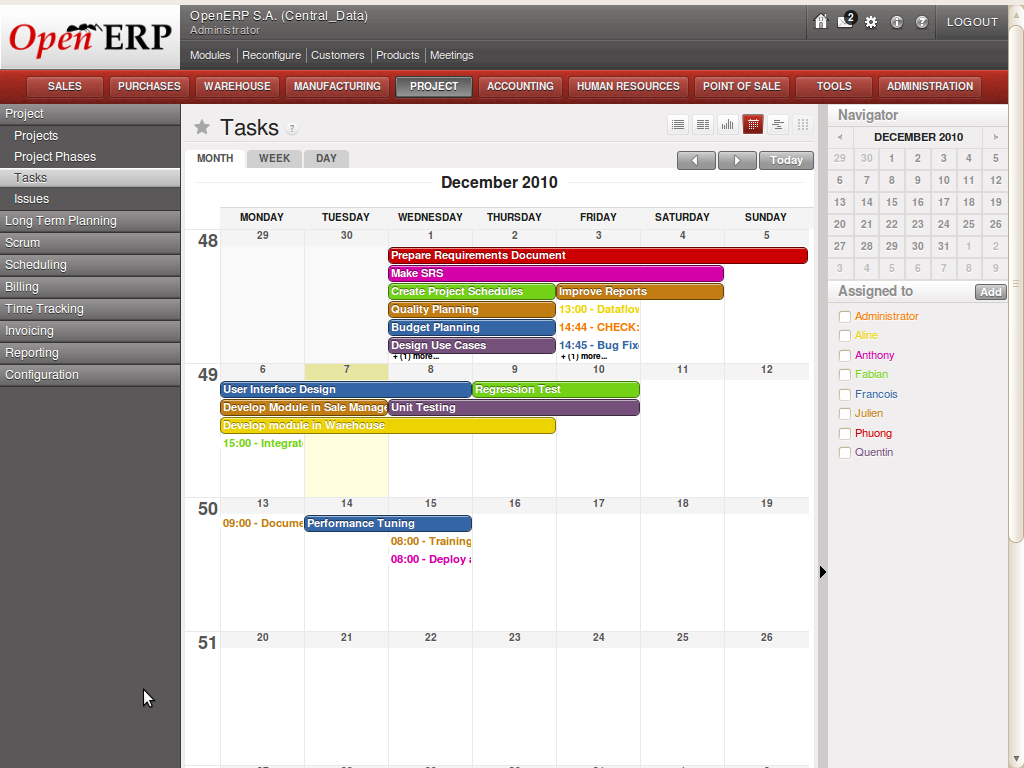 Open ERP
OpenERP S.A. (Central_Data)
Administrator
2
LOGOUT
Modules Reconfigure Customers Products Meetings
SALES PURCHASES WAREHOUSE MANUFACTURING PROJECT ACCOUNTING HUMAN RESOURCES POINT OF SALE TOOLS ADMINISTRATION
Project
Projects
Project Phases
Tasks
Issues
Long Term Planning
Scrum
Scheduling
Billing
Time Tracking
Invoicing
Reporting
Configuration
Tasks ?
MONTH WEEK DAY
Today
December 2010
MONDAY TUESDAY WEDNESDAY THURSDAY FRIDAY SATURDAY SUNDAY
48 29 30 1 2 3 4 5
Prepare Requirements Document
Make SRS
Create Project Schedules Improve Reports
Quality Planning 13:00 - Dataflov
Budget Planning 14:44 - CHECK:
Design Use Cases 14:45 - Bug Fix
+ (1) more... + (1) more...
49 6 7 8 9 10 11 12
User Interface Design Regression Test
Develop Module in Sale Manage Unit Testing
Develop module in Warehouse
15:00 - Integrat
50 13 14 15 16 17 18 19
09:00 - Docume Performance Tuning
08:00 - Training
08:00 - Deploy
51 20 21 22 23 24 25 26
Navigator
DECEMBER 2010
29 30 1 2 3 4 5
6 7 8 9 10 11 12
13 14 15 16 17 18 19
20 21 22 23 24 25 26
27 28 29 30 31 1 2
3 4 5 6 7 8 9
Assigned to Add
Administrator
Aline
Anthony
Fabian
Francois
Julien
Phuong
Quentin